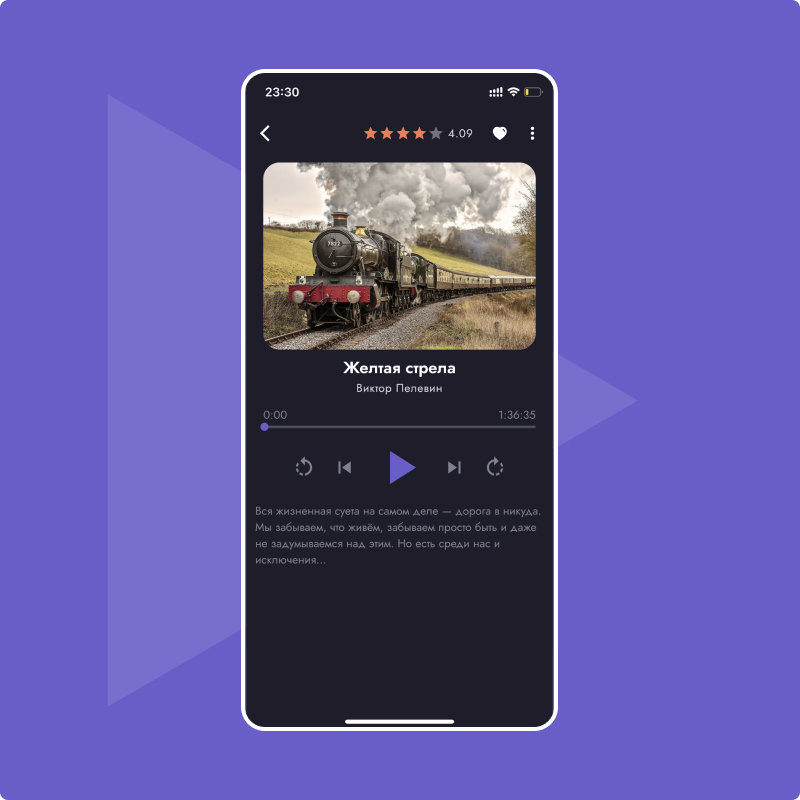 23:30
4.09
7822
Желтая стрела
Виктор Пелевин
0:00 1:36:35
Вся жизненная суета на самом деле — дорога в никуда.
Мы забываем, что живём, забываем просто быть и даже
не задумываемся над этим. Но есть среди нас и
исключения...